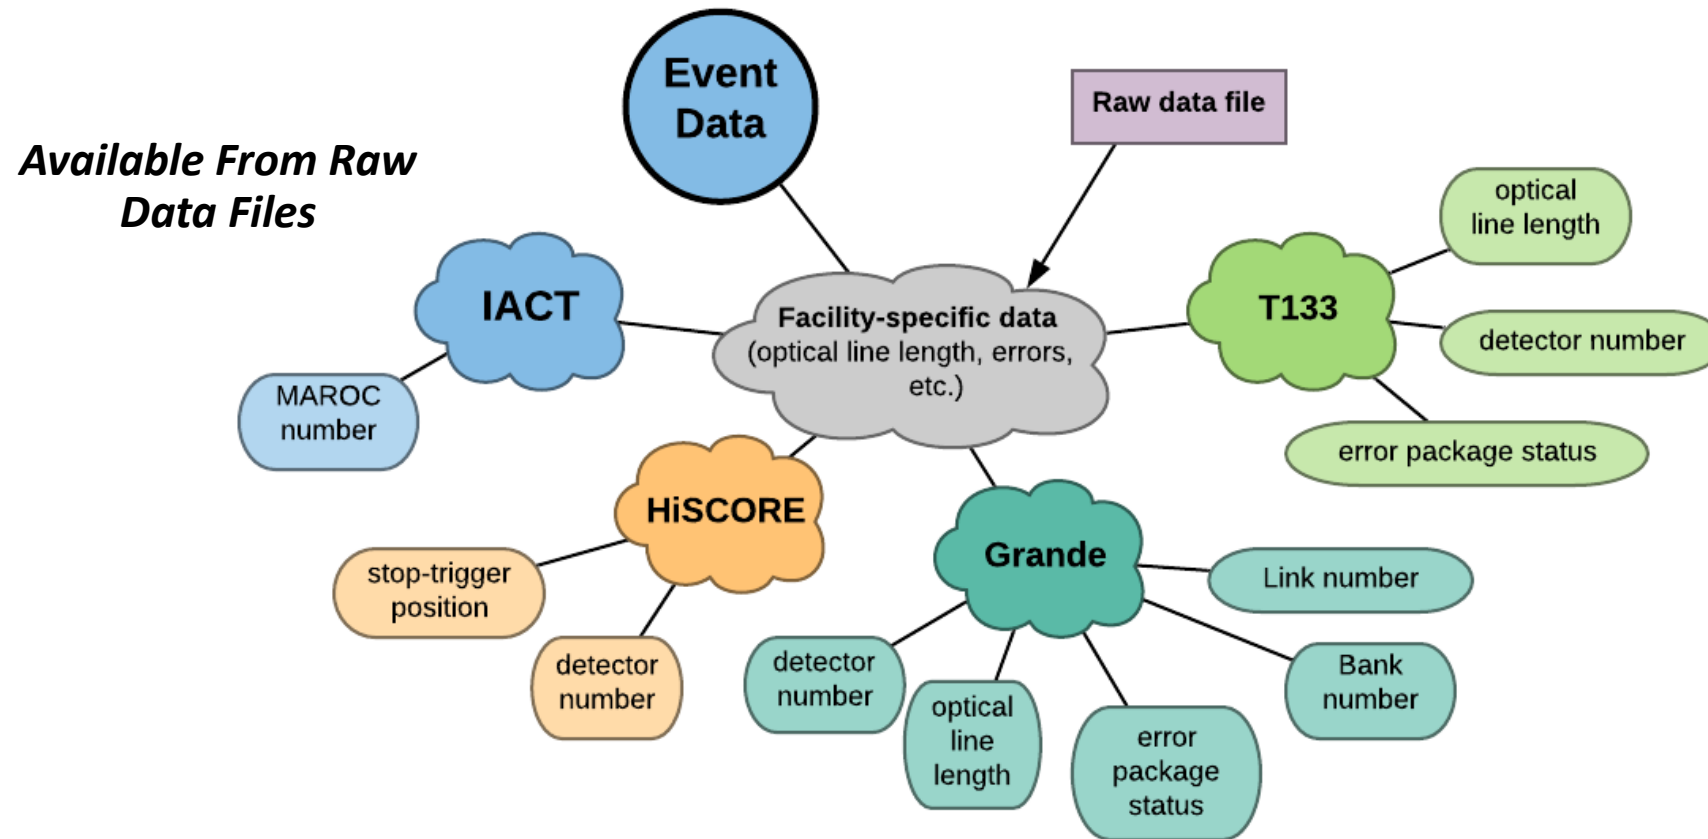 Event
Data
Raw data file
Available From Raw
Data Files
optical
line length
IACT
Facility-specific data
(optical line length, errors,
etc.)
T133
detector number
MAROC
number
error package status
HiSCORE
Grande
stop-trigger
position
Link number
detector
number
detector
number
optical
line
length
error
package
status
Bank
number